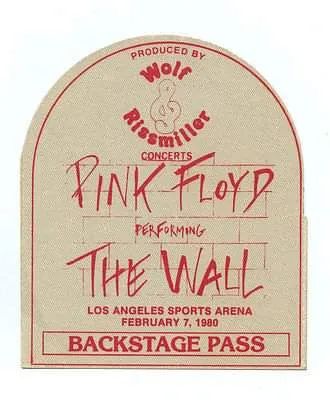 PRODUCED BY
Wolf
&
Rissmiller
CONCERTS
PINK FLOYD
PERFORMING
THE WALL
LOS ANGELES SPORTS ARENA
FEBRUARY 7, 1980
BACKSTAGE PASS